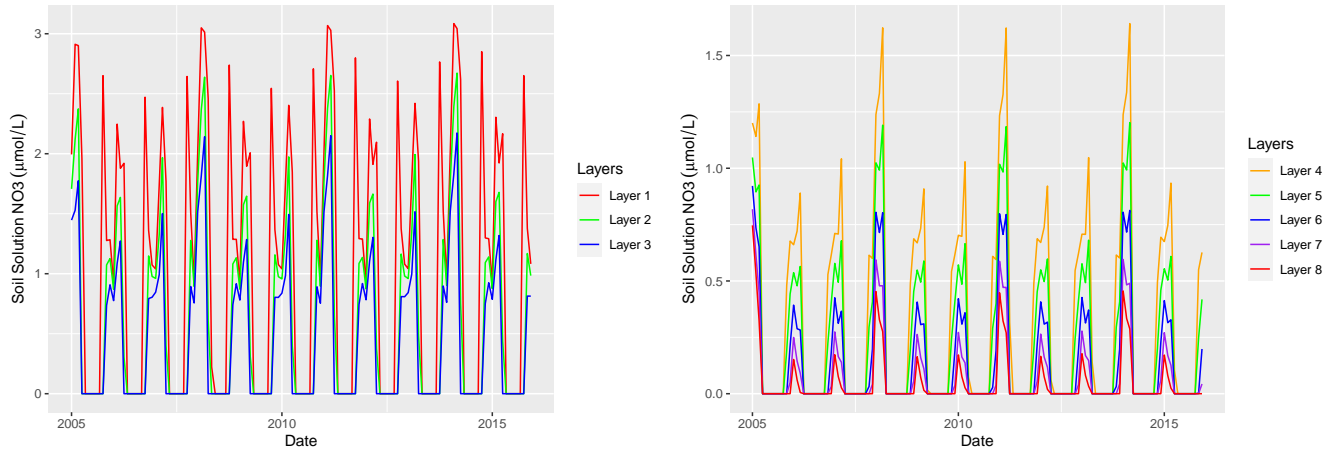 Soil Solution NO3 (μmol/L)
3
2
1
0
2005
2010
2015
Date
Layers
Layer 1
Layer 2
Layer 3
Soil Solution NO3 (μmol/L)
1.5
1.0
0.5
0.0
2005
2010
2015
Date
Layers
Layer 4
Layer 5
Layer 6
Layer 7
Layer 8